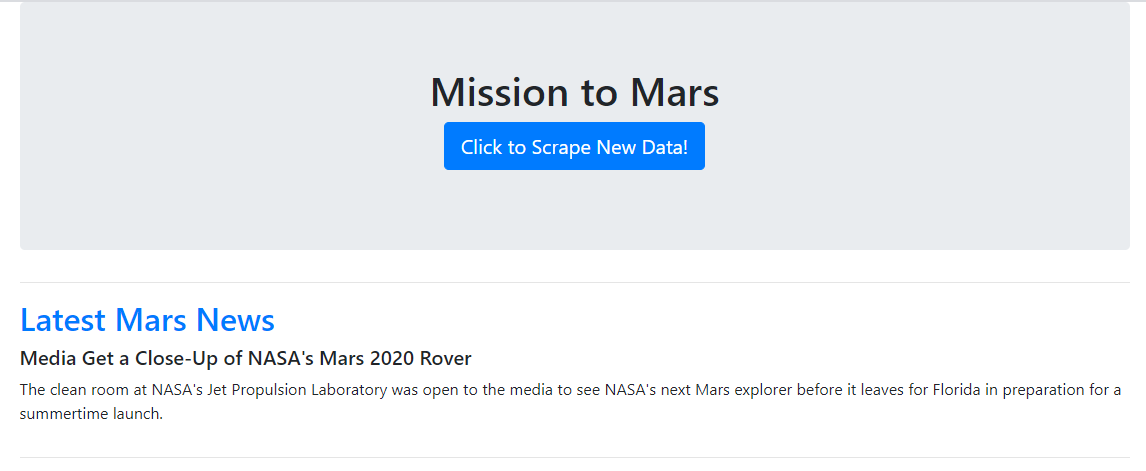 Mission to Mars
Click to Scrape New Data!
Latest Mars News
Media Get a Close-Up of NASA's Mars 2020 Rover
The clean room at NASA's Jet Propulsion Laboratory was open to the media to see NASA's next Mars explorer before it leaves for Florida in preparation for a
summertime launch.